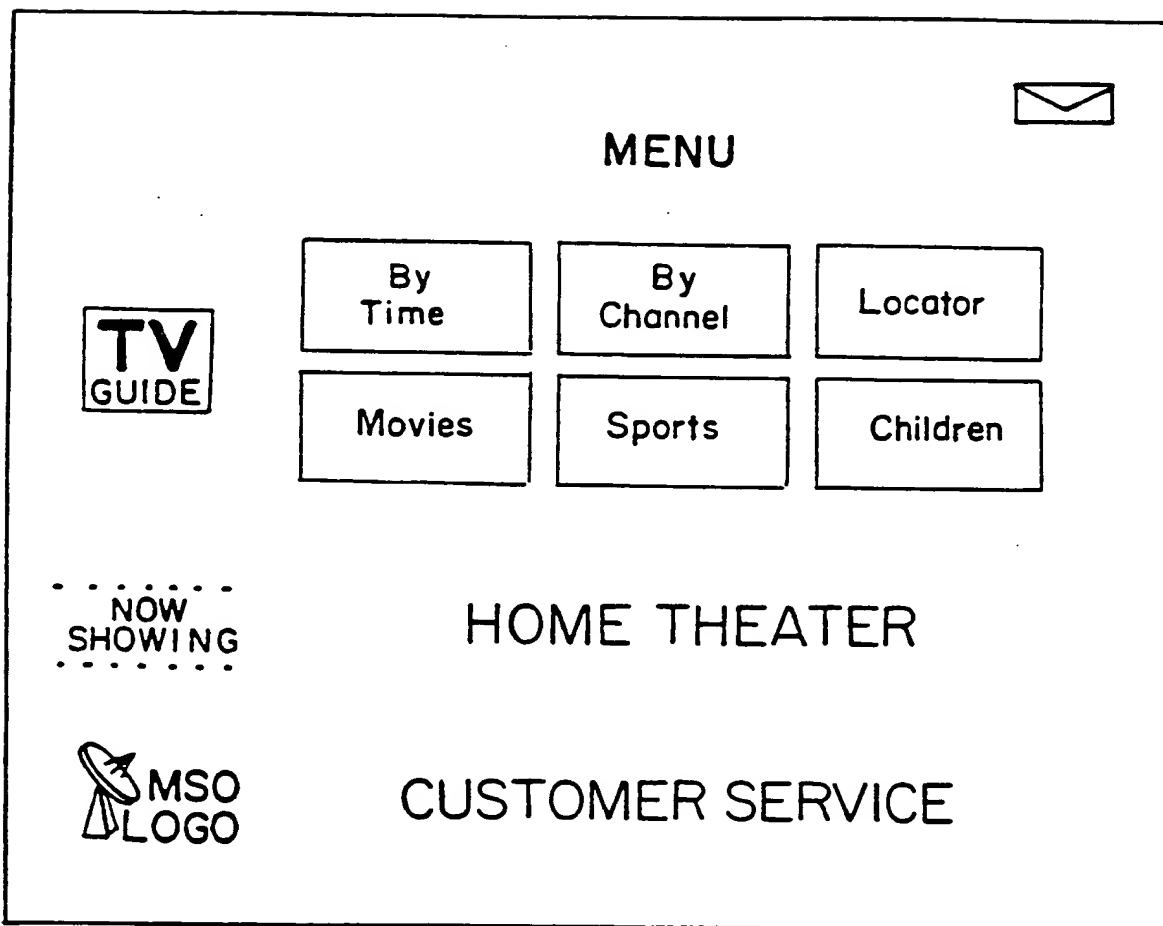 MENU
By
Time
By
Channel
Locator
TV
GUIDE
Movies
Sports
Children
NOW
SHOWING
HOME THEATER
MSO
LOGO
CUSTOMER SERVICE